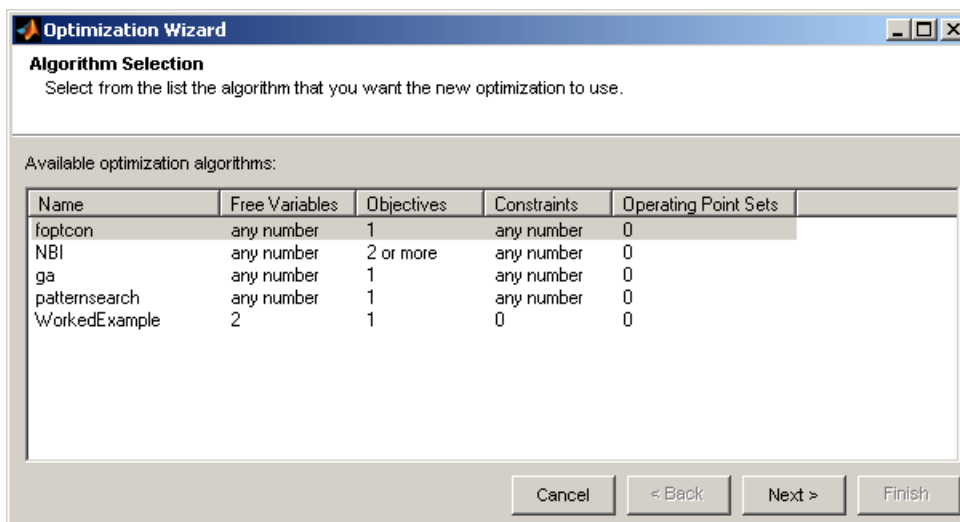 Optimization Wizard
Algorithm Selection
Select from the list the algorithm that you want the new optimization to use.
Available optimization algorithms:
Name Free Variables Objectives Constraints Operating Point Sets
foptcon any number 1 any number 0
NBI any number 2 or more any number 0
ga any number 1 any number 0
patternsearch any number 1 any number 0
WorkedExample 2 1 0 0
Cancel < Back Next > Finish